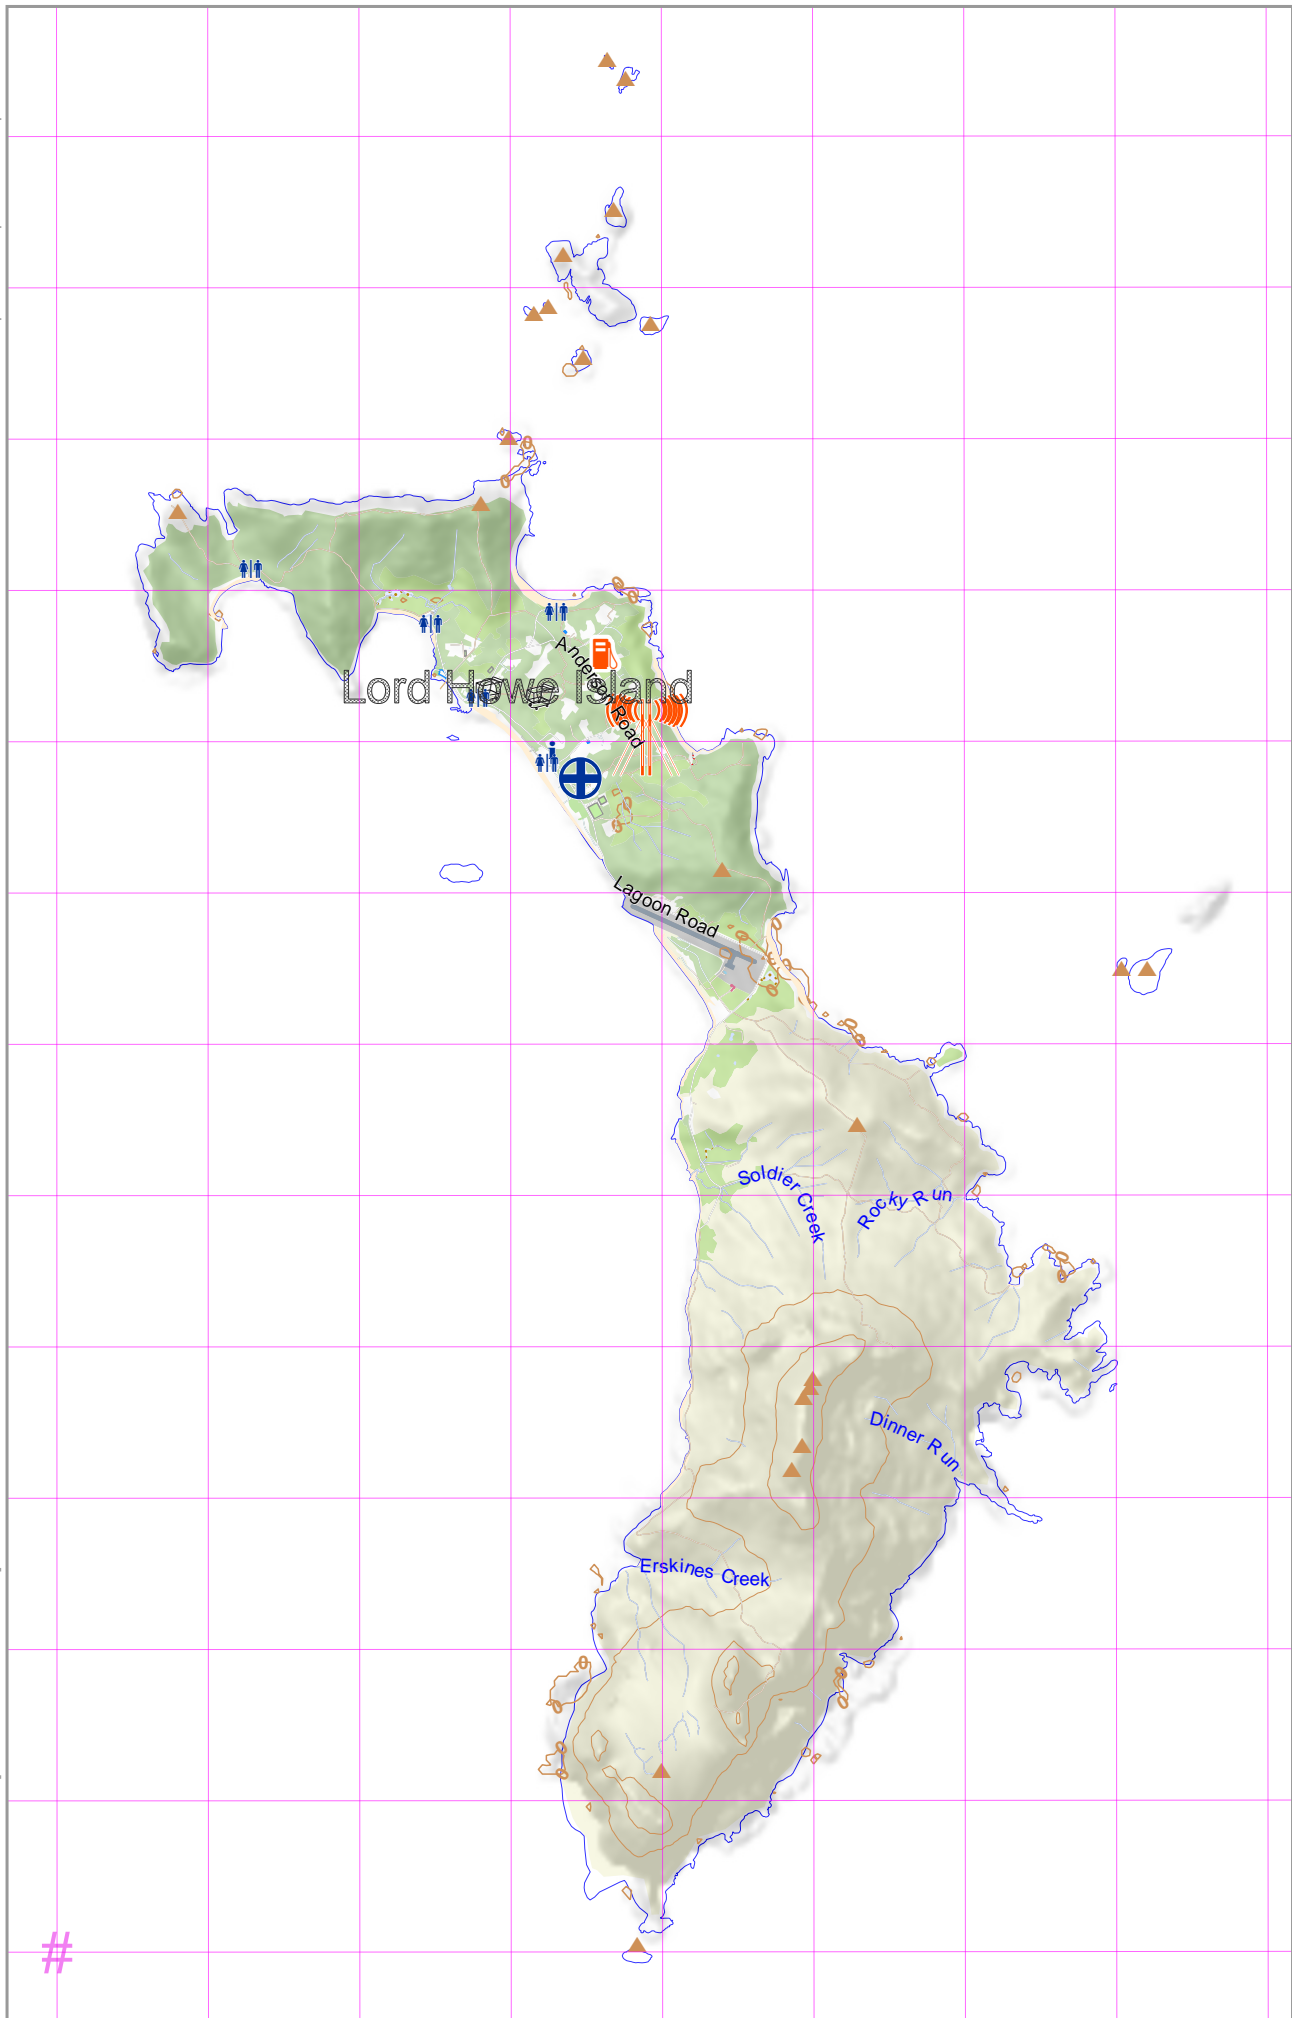 Anderson Road
Lord Howe Island
Lagoon Road
Soldier Creek
Rocky Run
Dinner Run
Erskines Creek
#